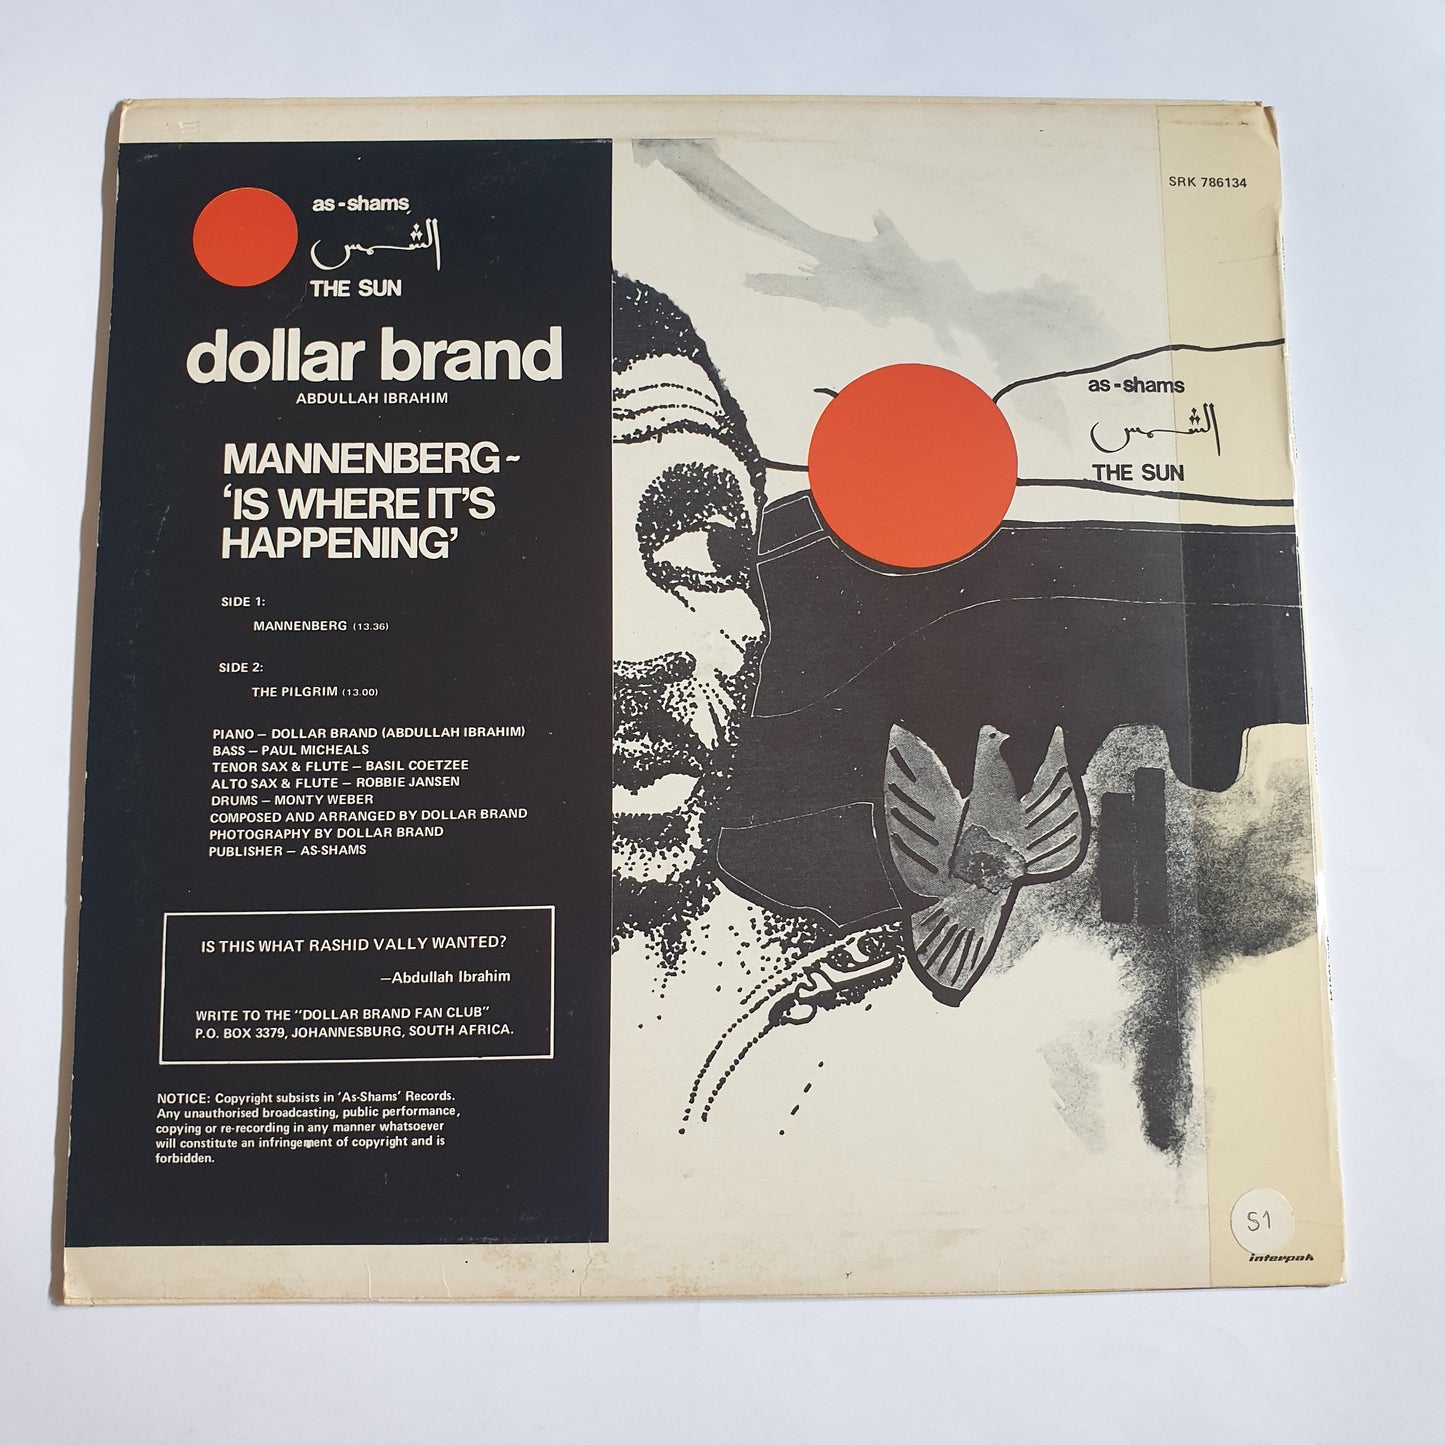 as-shams
الشمس
THE SUN
dollar brand
ABDULLAH IBRAHIM
MANNENBERG ~
‘IS WHERE IT’S
HAPPENING’
SIDE 1:
MANNENBERG (13.36)
SIDE 2:
THE PILGRIM (13.00)
PIANO — DOLLAR BRAND (ABDULLAH IBRAHIM)
BASS — PAUL MICHEALS
TENOR SAX & FLUTE — BASIL COETZEE
ALTO SAX & FLUTE — ROBBIE JANSEN
DRUMS — MONTY WEBER
COMPOSED AND ARRANGED BY DOLLAR BRAND
PHOTOGRAPHY BY DOLLAR BRAND
PUBLISHER — AS-SHAMS
IS THIS WHAT RASHID VALLY WANTED?
—Abdullah Ibrahim
WRITE TO THE “DOLLAR BRAND FAN CLUB”
P.O. BOX 3379, JOHANNESBURG, SOUTH AFRICA.
NOTICE: Copyright subsists in ‘As-Shams’ Records.
Any unauthorised broadcasting, public performance,
copying or re-recording in any manner whatsoever
will constitute an infringement of copyright and is
forbidden.
SRK 786134
as-shams
الشمس
THE SUN
S1
interpak